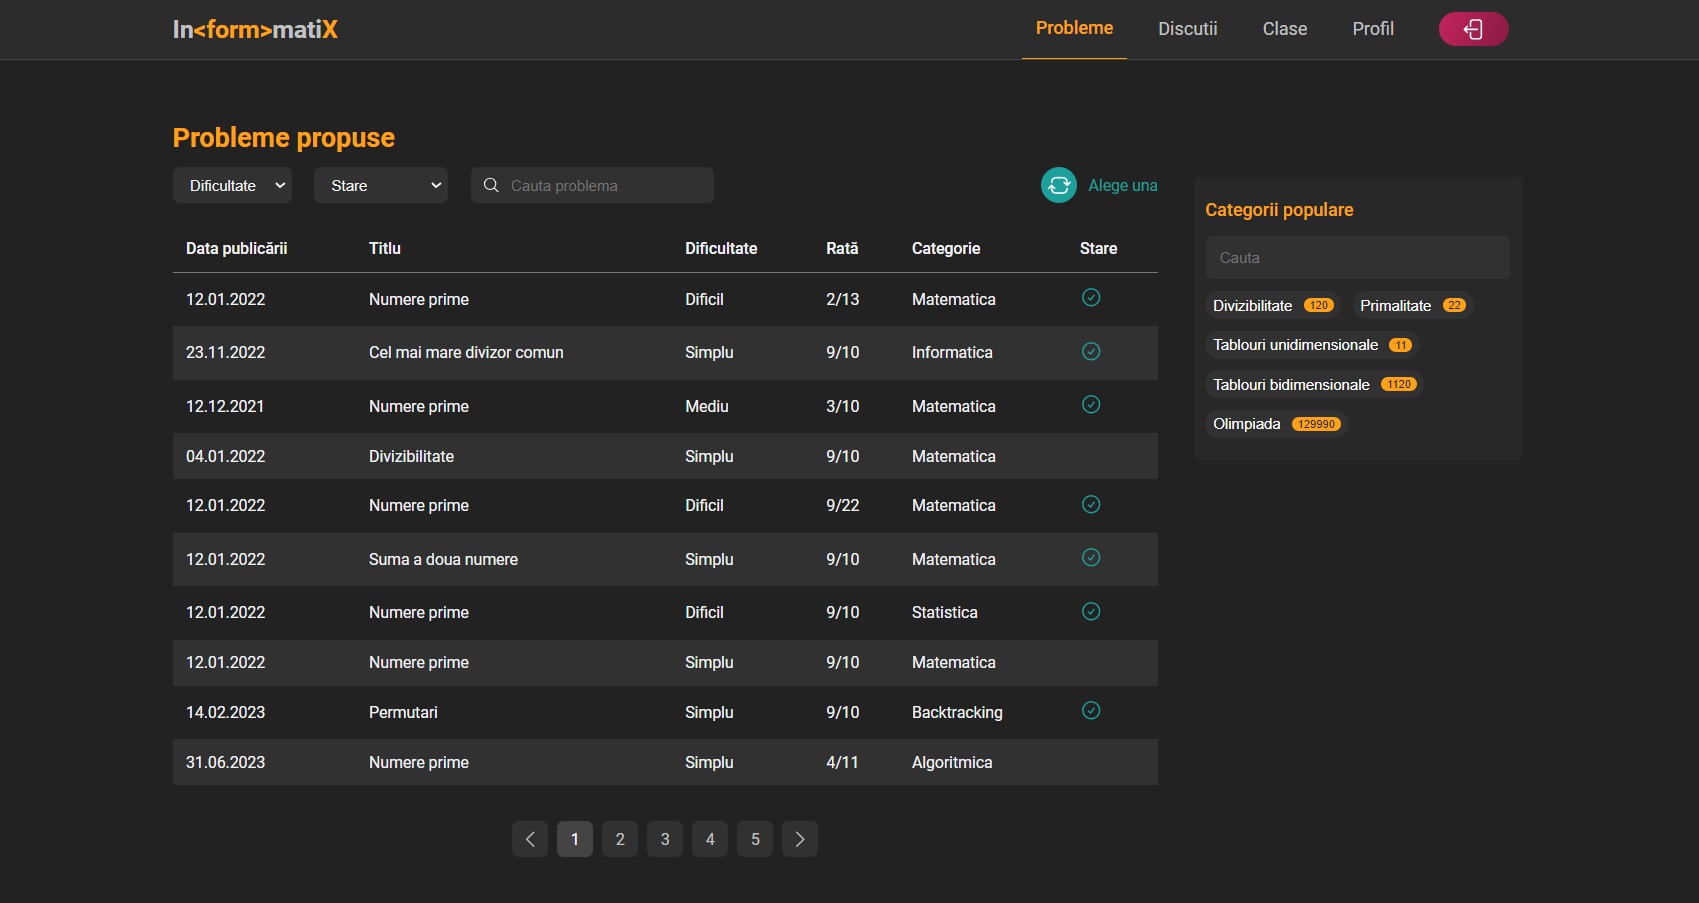 In<form>matiX
Probleme Discutii Clase Profil
Probleme propuse
Dificultate Stare Cauta problema Alege una
Data publicării Titlu Dificultate Rată Categorie Stare
12.01.2022 Numere prime Dificil 2/13 Matematica
23.11.2022 Cel mai mare divizor comun Simplu 9/10 Informatica
12.12.2021 Numere prime Mediu 3/10 Matematica
04.01.2022 Divizibilitate Simplu 9/10 Matematica
12.01.2022 Numere prime Dificil 9/22 Matematica
12.01.2022 Suma a doua numere Simplu 9/10 Matematica
12.01.2022 Numere prime Dificil 9/10 Statistica
12.01.2022 Numere prime Simplu 9/10 Matematica
14.02.2023 Permutari Simplu 9/10 Backtracking
31.06.2023 Numere prime Simplu 4/11 Algoritmica
1 2 3 4 5
Categorii populare
Cauta
Divizibilitate 120 Primalitate 22
Tablouri unidimensionale 11
Tablouri bidimensionale 1120
Olimpiada 129990